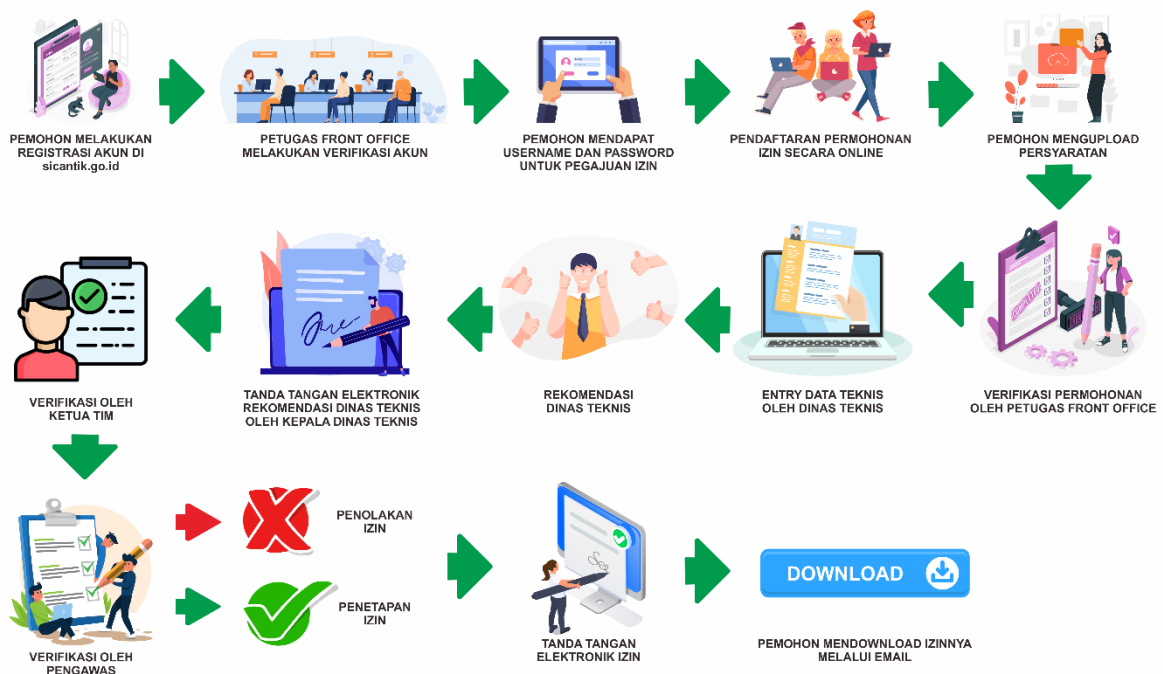 PEMOHON MELAKUKAN
REGISTRASI AKUN DI
sicantik.go.id
PETUGAS FRONT OFFICE
MELAKUKAN VERIFIKASI AKUN
PEMOHON MENDAPAT
USERNAME DAN PASSWORD
UNTUK PEGAJUAN IZIN
PENDAFTARAN PERMOHONAN
IZIN SECARA ONLINE
PEMOHON MENGUPLOAD
PERSYARATAN
VERIFIKASI PERMOHONAN
OLEH PETUGAS FRONT OFFICE
ENTRY DATA TEKNIS
OLEH DINAS TEKNIS
REKOMENDASI
DINAS TEKNIS
TANDA TANGAN ELEKTRONIK
REKOMENDASI DINAS TEKNIS
OLEH KEPALA DINAS TEKNIS
VERIFIKASI OLEH
KETUA TIM
VERIFIKASI OLEH
PENGAWAS
PENOLAKAN
IZIN
PENETAPAN
IZIN
TANDA TANGAN
ELEKTRONIK IZIN
DOWNLOAD
PEMOHON MENDOWNLOAD IZINNYA
MELALUI EMAIL